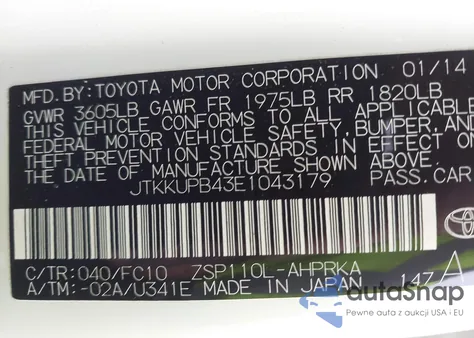 MFD. BY: TOYOTA MOTOR CORPORATION 01/14
GVWR 3605LB GAWR FR 1975LB RR 1820LB
THIS VEHICLE CONFORMS TO ALL APPLICABLE
FEDERAL MOTOR VEHICLE SAFETY, BUMPER, AND
THEFT PREVENTION STANDARDS IN EFFECT ON
THE DATE OF MANUFACTURE SHOWN ABOVE.
JTKKUPB43E1043179 PASS. CAR
C/TR: 040/FC10 ZSP110L-AHPRKA
A/TM: -02A/U341E MADE IN JAPAN 147 A
TOYOTA
autoSnap
Pewne auta z aukcji USA i EU